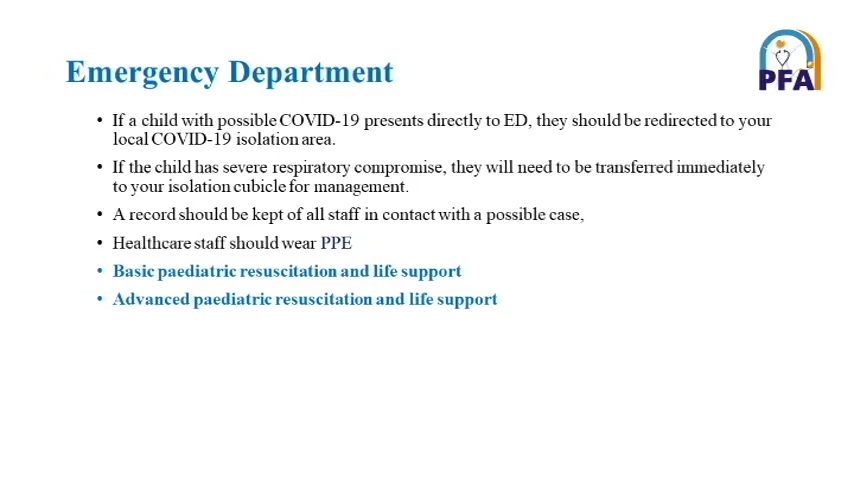 PFA
Emergency Department
• If a child with possible COVID-19 presents directly to ED, they should be redirected to your
local COVID-19 isolation area.
• If the child has severe respiratory compromise, they will need to be transferred immediately
to your isolation cubicle for management.
• A record should be kept of all staff in contact with a possible case,
• Healthcare staff should wear PPE
• Basic paediatric resuscitation and life support
• Advanced paediatric resuscitation and life support